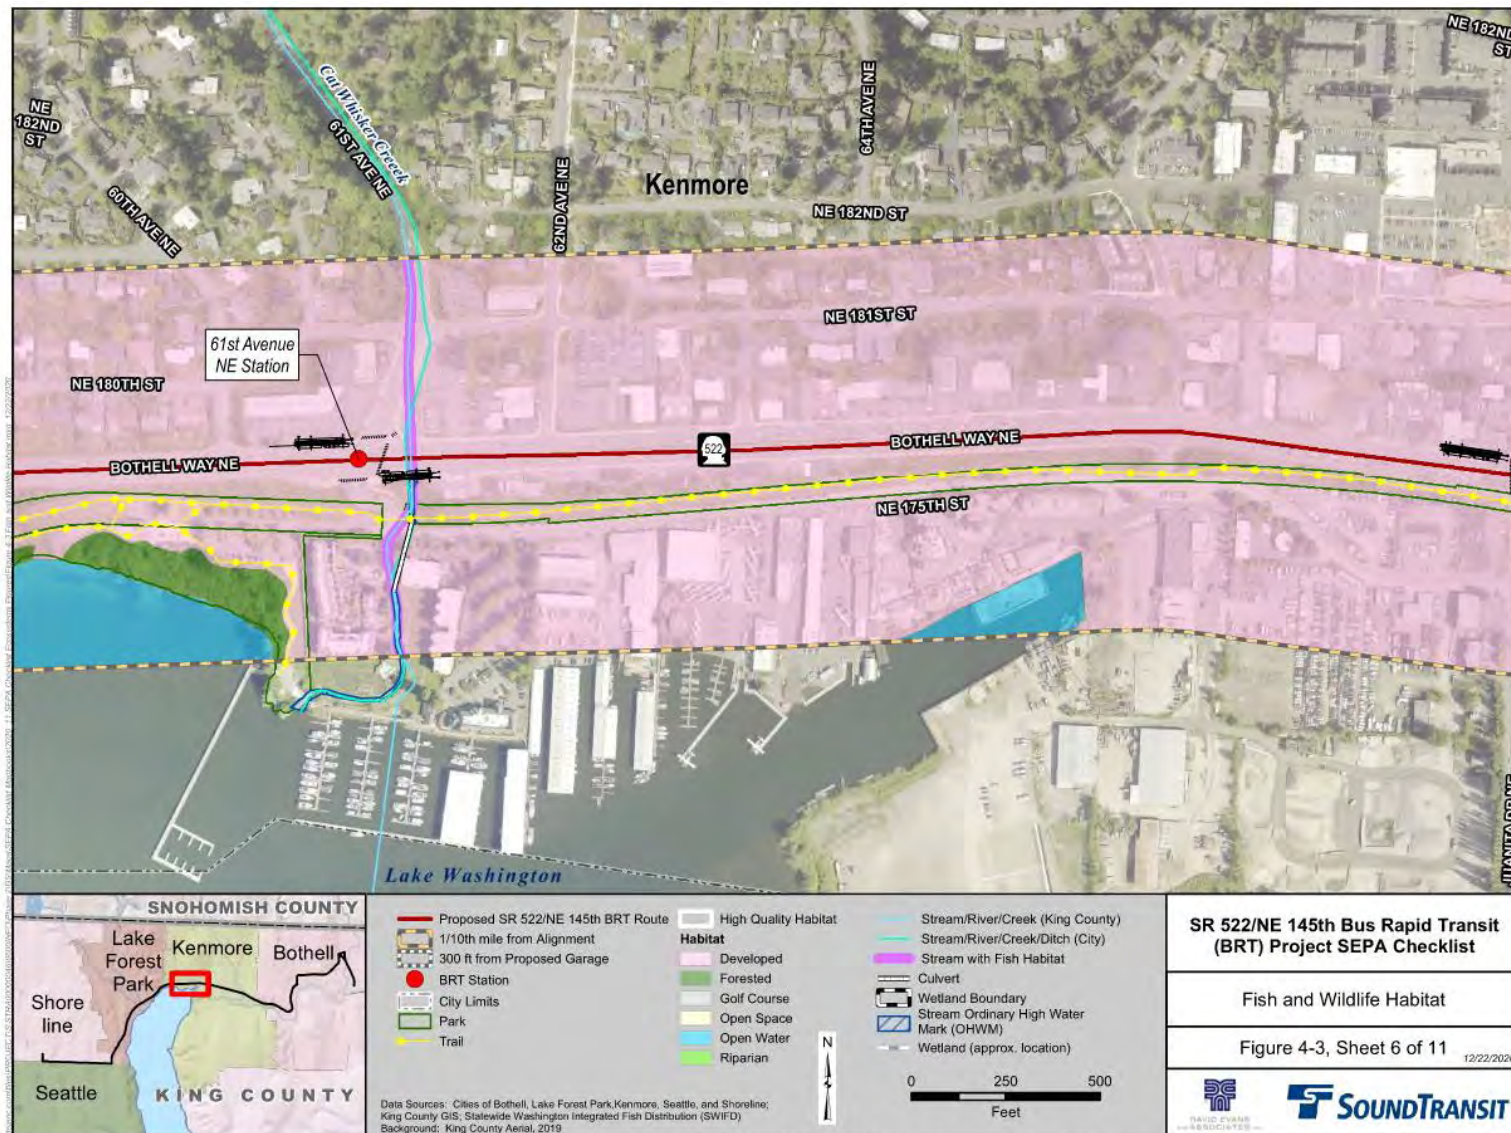 NE 182ND ST
NE
182ND
ST
Cat Whisker Creeek
61ST AVE NE
60TH AVE NE
62ND AVE NE
64TH AVE NE
Kenmore
NE 182ND ST
NE 181ST ST
61st Avenue
NE Station
NE 180TH ST
BOTHELL WAY NE
522
BOTHELL WAY NE
NE 175TH ST
Lake Washington
SNOHOMISH COUNTY
Lake
Forest
Park
Kenmore
Bothell
Shore
line
Seattle
KING COUNTY
Proposed SR 522/NE 145th BRT Route
1/10th mile from Alignment
300 ft from Proposed Garage
BRT Station
City Limits
Park
Trail
High Quality Habitat
Habitat
Developed
Forested
Golf Course
Open Space
Open Water
Riparian
Stream/River/Creek (King County)
Stream/River/Creek/Ditch (City)
Stream with Fish Habitat
Culvert
Wetland Boundary
Stream Ordinary High Water
Mark (OHWM)
Wetland (approx. location)
N
0 250 500
Feet
Data Sources: Cities of Bothell, Lake Forest Park,Kenmore, Seattle, and Shoreline;
King County GIS; Statewide Washington Integrated Fish Distribution (SWIFD)
Background: King County Aerial, 2019
SR 522/NE 145th Bus Rapid Transit
(BRT) Project SEPA Checklist
Fish and Wildlife Habitat
Figure 4-3, Sheet 6 of 11
DAVID EVANS
AND ASSOCIATES
SOUNDTRANSIT